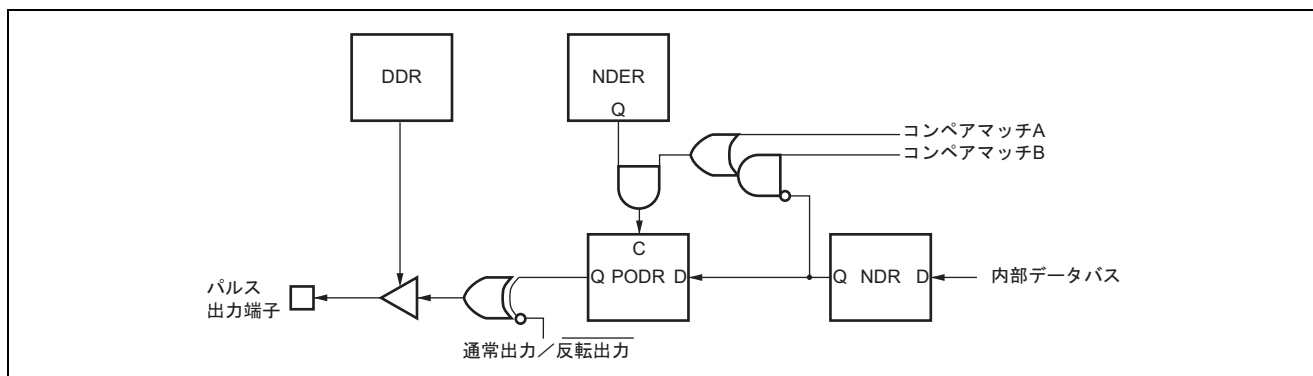 DDR
NDER
Q
コンペアマッチA
コンペアマッチB
C
Q PODR D
Q NDR D
内部データバス
パルス
出力端子
通常出力／反転出力